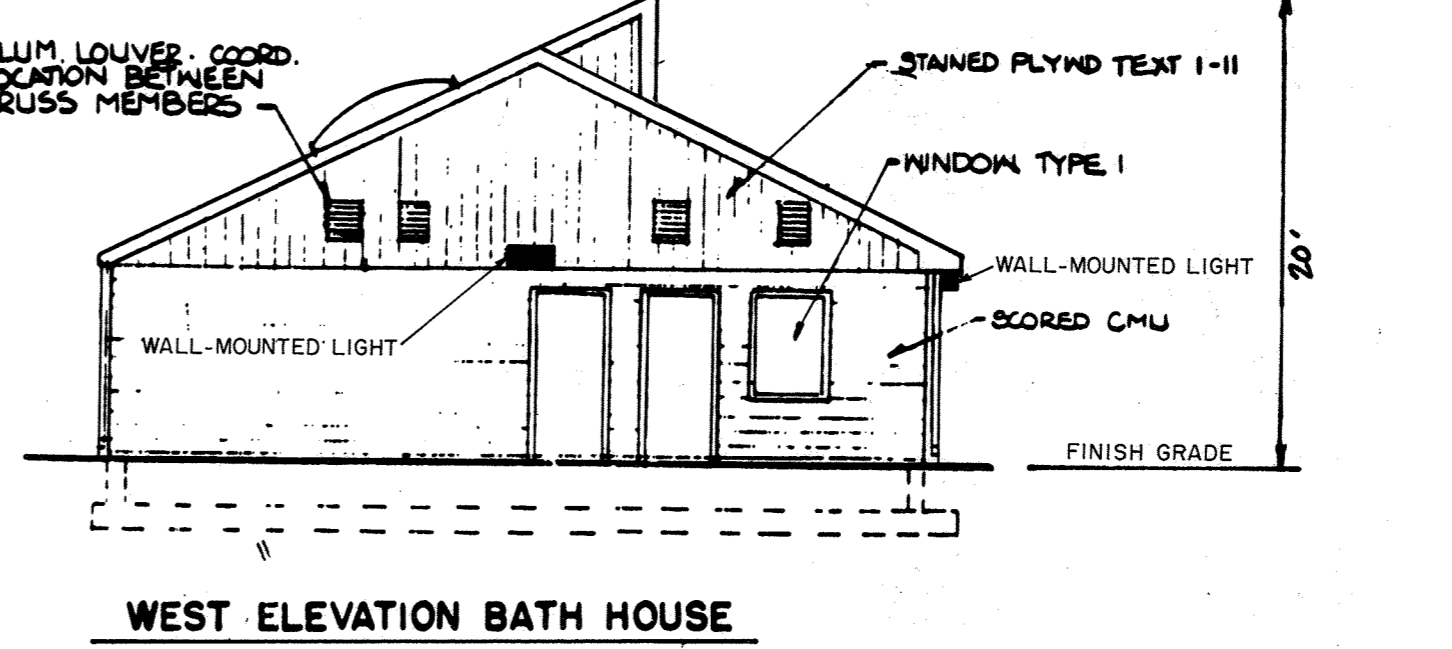 LUM. LOUVER. COORD.
OCATION BETWEEN
RUSS MEMBERS
STAINED PLYWD TEXT 1-11
WINDOW TYPE 1
WALL-MOUNTED LIGHT
20'
SCORED CMU
WALL-MOUNTED LIGHT
FINISH GRADE
WEST ELEVATION BATH HOUSE